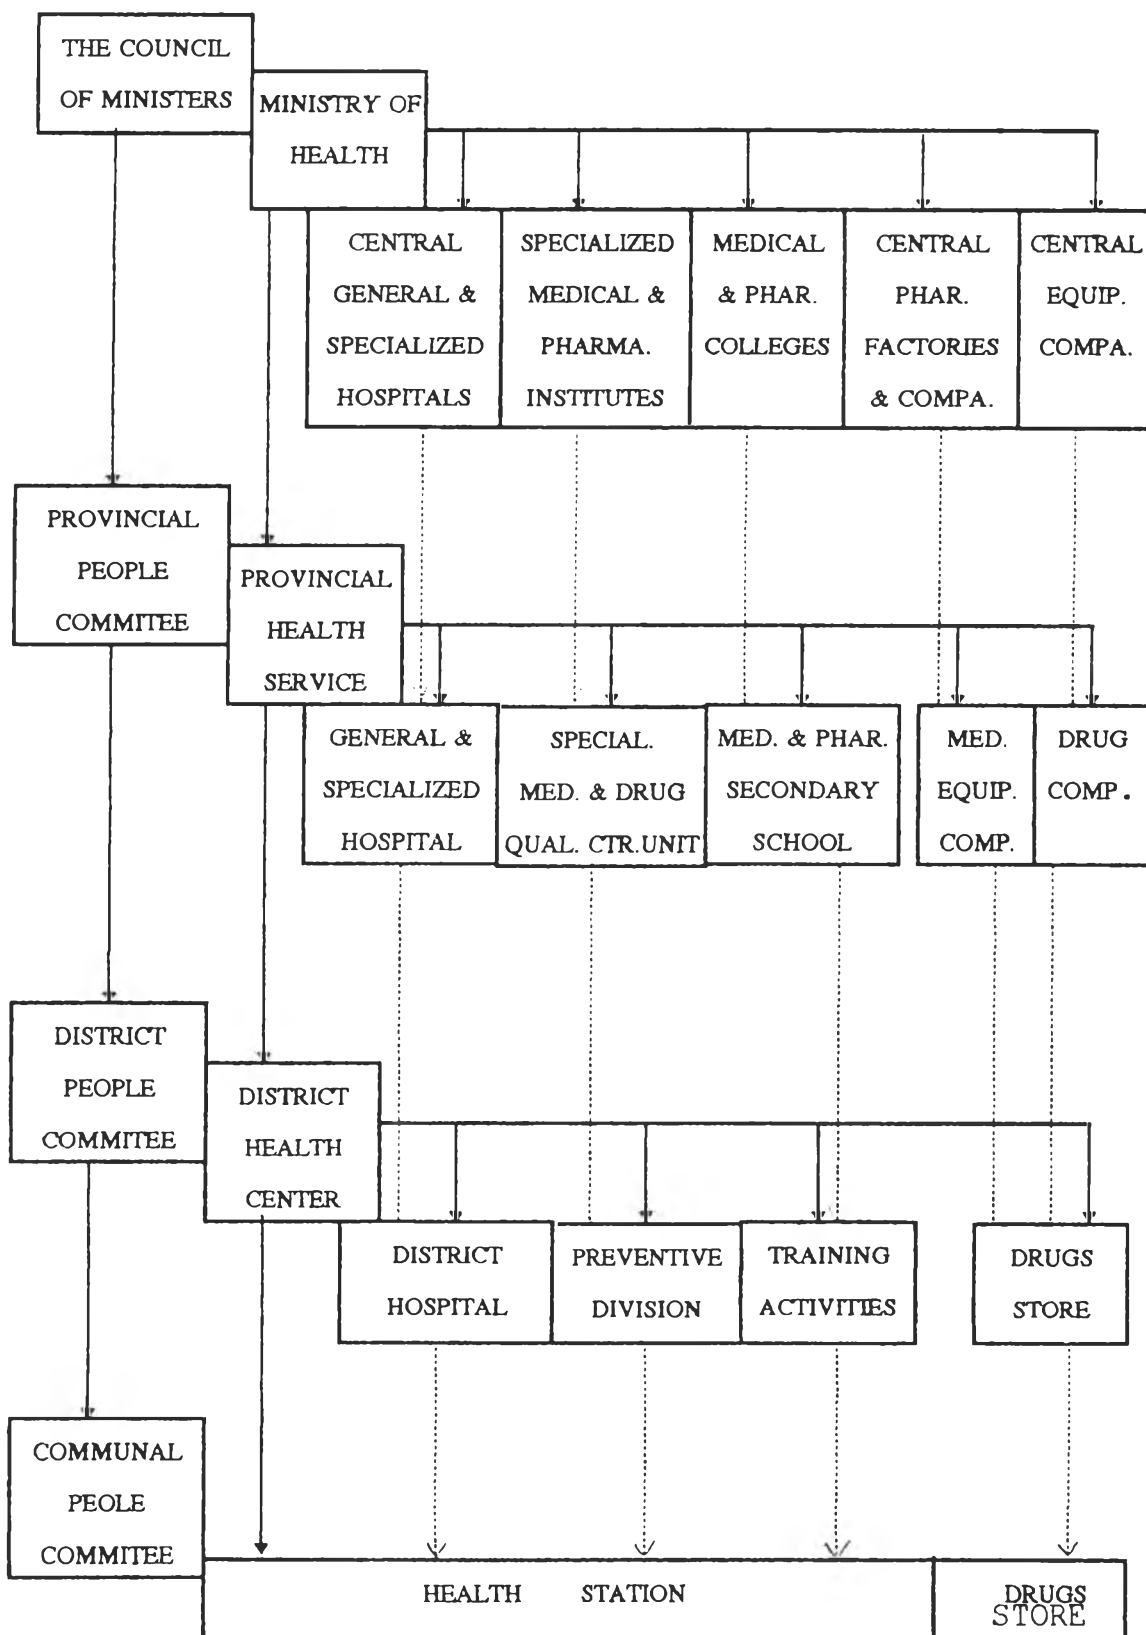 THE COUNCIL
OF MINISTERS
MINISTRY OF
HEALTH
CENTRAL
GENERAL &
SPECIALIZED
HOSPITALS
SPECIALIZED
MEDICAL &
PHARMA.
INSTITUTES
MEDICAL
& PHAR.
COLLEGES
CENTRAL
PHAR.
FACTORIES
& COMPA.
CENTRAL
EQUIP.
COMPA.
PROVINCIAL
PEOPLE
COMMITEE
PROVINCIAL
HEALTH
SERVICE
GENERAL &
SPECIALIZED
HOSPITAL
SPECIAL.
MED. & DRUG
QUAL. CTR.UNIT
MED. & PHAR.
SECONDARY
SCHOOL
MED.
EQUIP.
COMP.
DRUG
COMP.
DISTRICT
PEOPLE
COMMITEE
DISTRICT
HEALTH
CENTER
DISTRICT
HOSPITAL
PREVENTIVE
DIVISION
TRAINING
ACTIVITIES
DRUGS
STORE
COMMUNAL
PEOLE
COMMITEE
HEALTH STATION
DRUGS
STORE